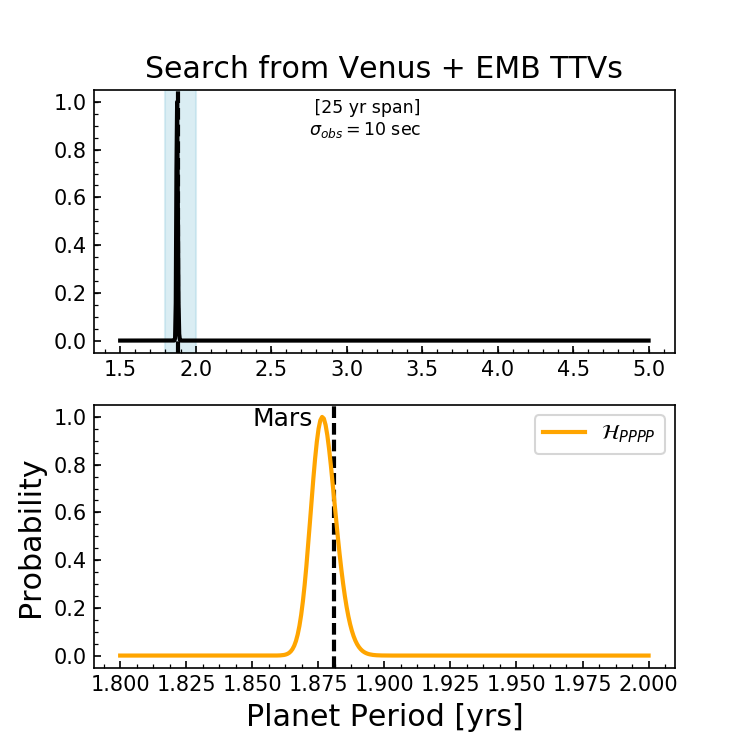 Search from Venus + EMB TTVs
[25 yr span]
σ_obs = 10 sec
1.0
0.8
0.6
0.4
0.2
0.0
1.5 2.0 2.5 3.0 3.5 4.0 4.5 5.0
Mars
ℋ_PPPP
1.0
0.8
0.6
0.4
0.2
0.0
Probability
1.800 1.825 1.850 1.875 1.900 1.925 1.950 1.975 2.000
Planet Period [yrs]